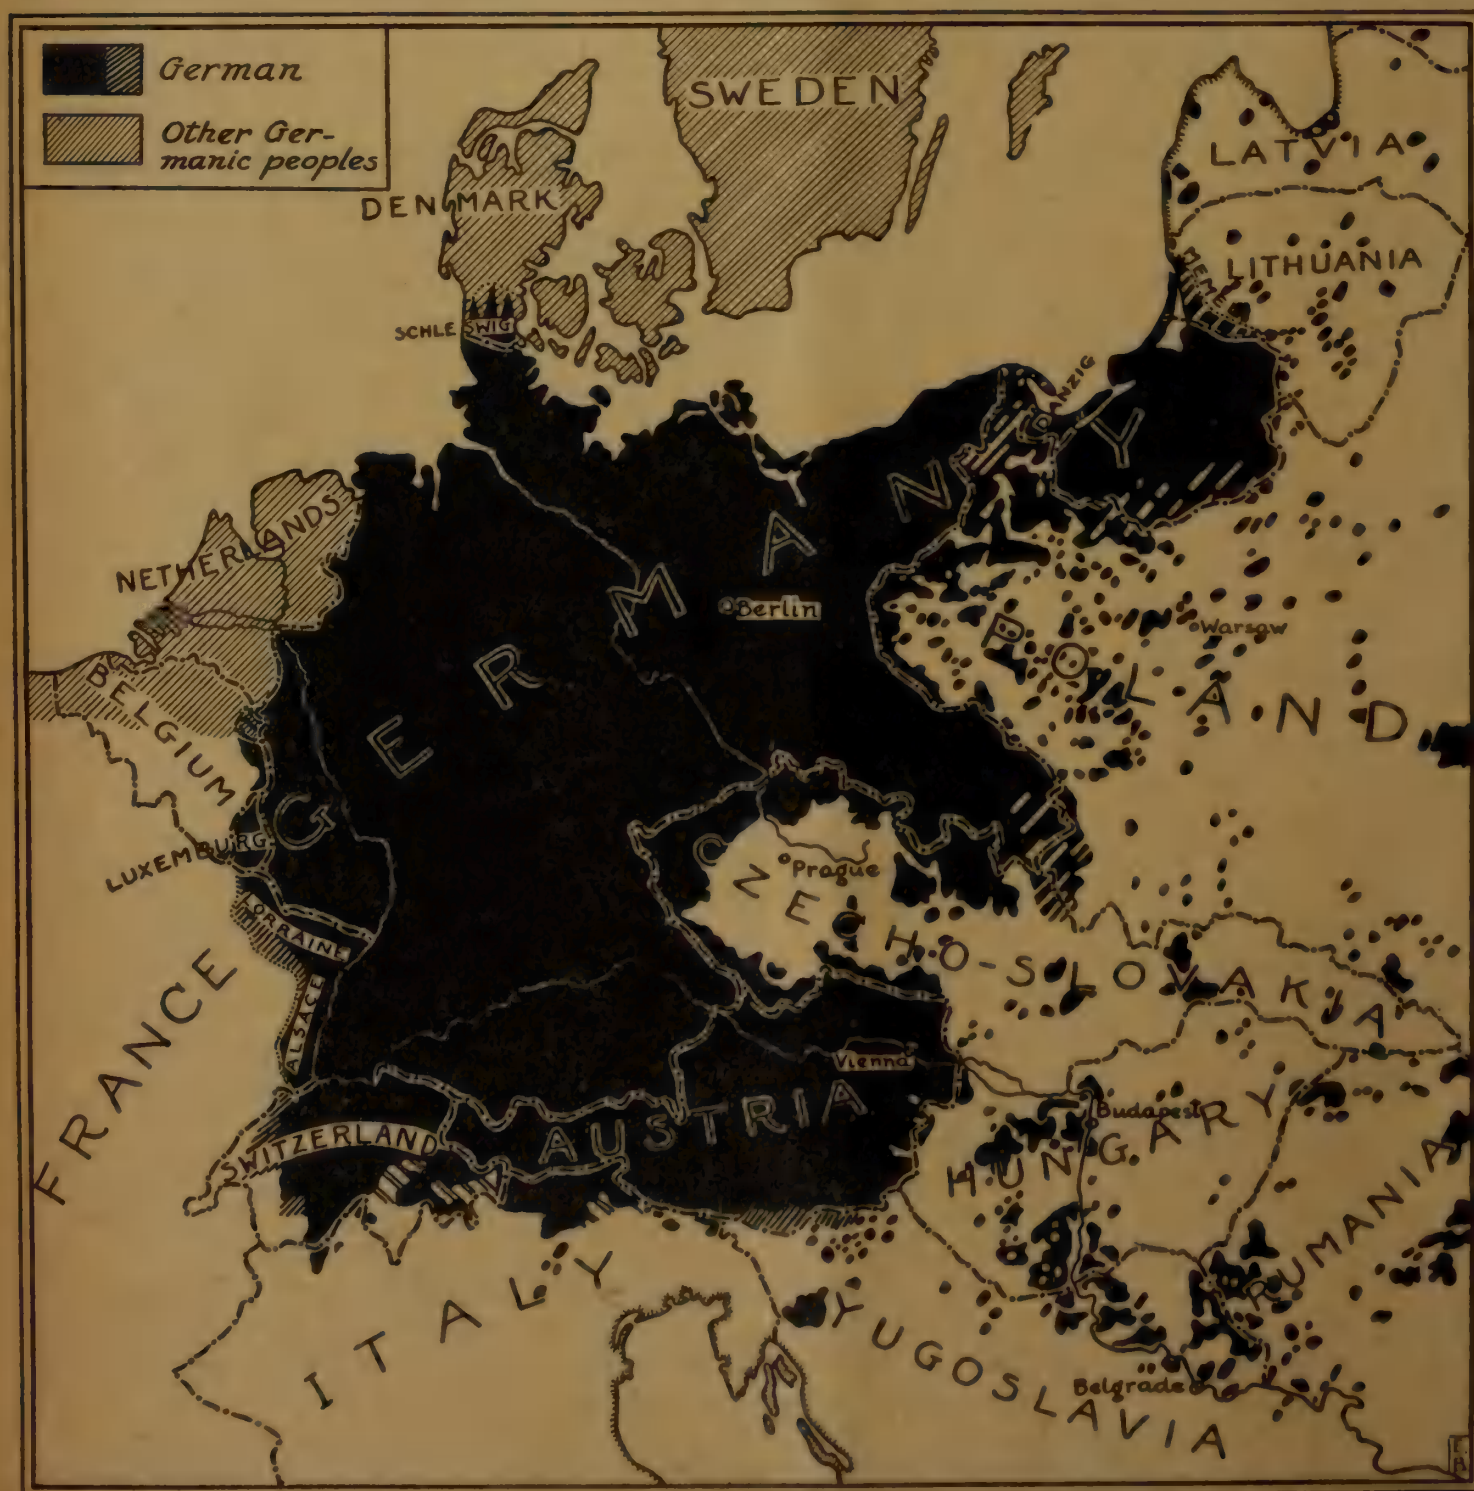 German
Other Ger-
manic peoples
SWEDEN
LATVIA
DENMARK
LITHUANIA
MEMEL
SCHLESWIG
DANZIG
GERMANY
NETHERLANDS
Berlin
Warsaw
POLAND
BELGIUM
LUXEMBURG
Prague
CZECHO-SLOVAKIA
LORRAINE
ALSACE
FRANCE
Vienna
AUSTRIA
SWITZERLAND
Budapest
HUNGARY
RUMANIA
ITALY
YUGOSLAVIA
Belgrade